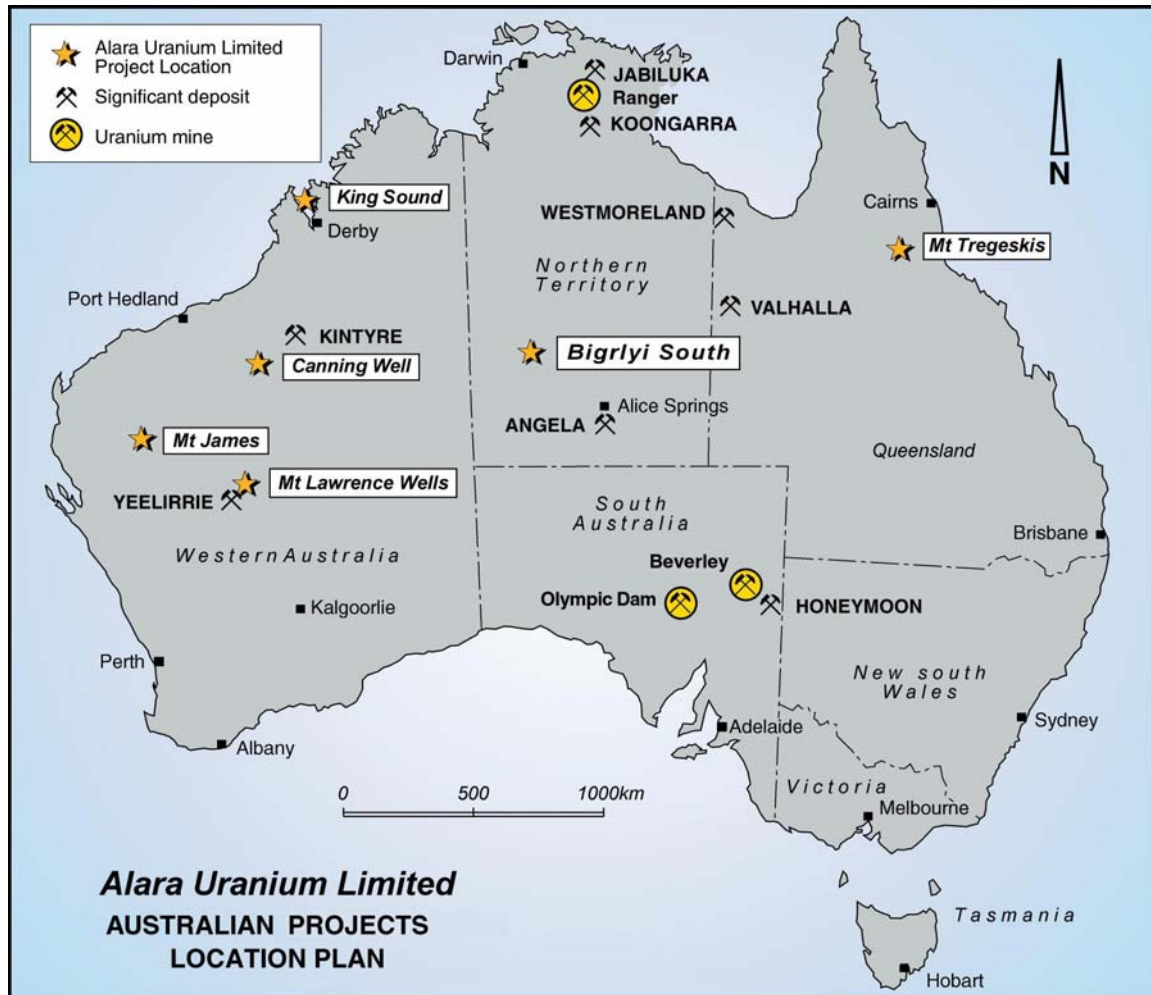 Alara Uranium Limited
Project Location
Significant deposit
Uranium mine
Darwin
JABILUKA
Ranger
KOONGARRA
N
King Sound
Derby
WESTMORELAND
Cairns
Mt Tregeskis
Northern
Territory
Port Hedland
KINTYRE
VALHALLA
Canning Well
Bigrlyi South
Alice Springs
ANGELA
Mt James
Queensland
Mt Lawrence Wells
YEELIRRIE
South
Australia
Western Australia
Brisbane
Beverley
Olympic Dam
HONEYMOON
Kalgoorlie
Perth
New south
Wales
Adelaide
Sydney
Albany
Victoria
0 500 1000km
Melbourne
Alara Uranium Limited
AUSTRALIAN PROJECTS
LOCATION PLAN
Tasmania
Hobart